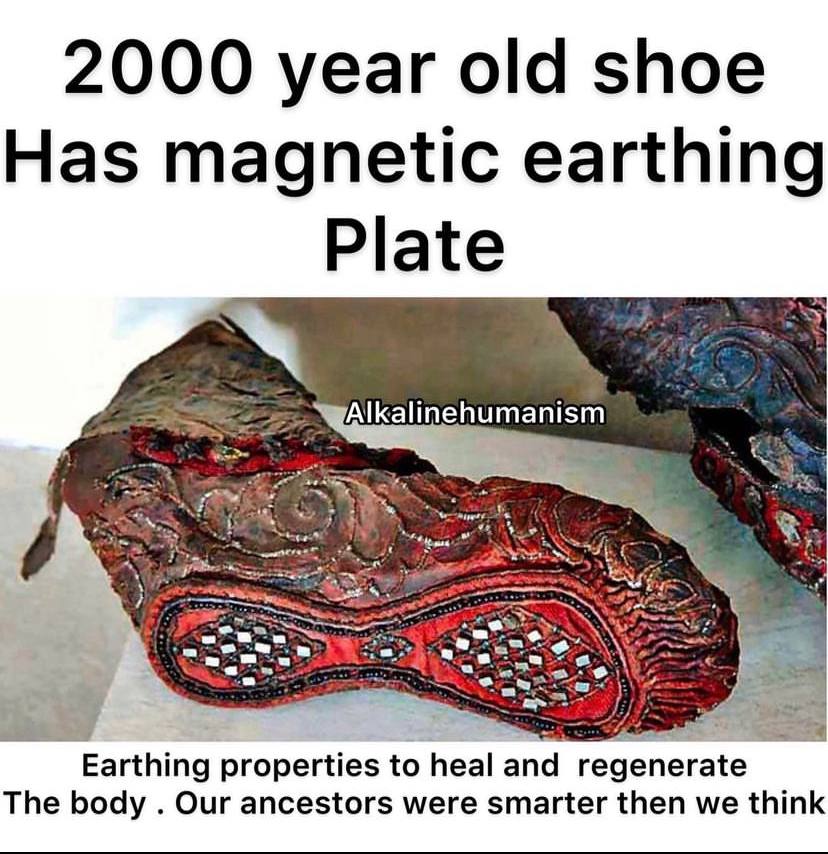 2000 year old shoe
Has magnetic earthing
Plate
Alkalinehumanism
Earthing properties to heal and regenerate
The body . Our ancestors were smarter then we think